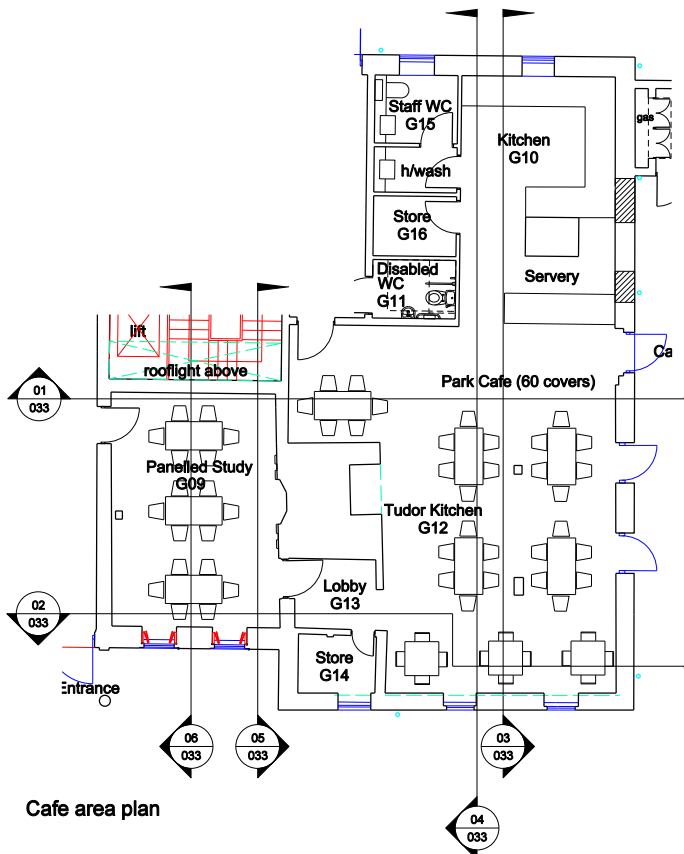 Staff WC
G15
Kitchen
G10
gas
h/wash
Store
G16
Disabled
WC
G11
Servery
lift
rooflight above
Ca
Park Cafe (60 covers)
01
033
Panelled Study
G09
Tudor Kitchen
G12
Lobby
G13
02
033
Store
G14
Entrance
06
033
05
033
03
033
04
033
Cafe area plan